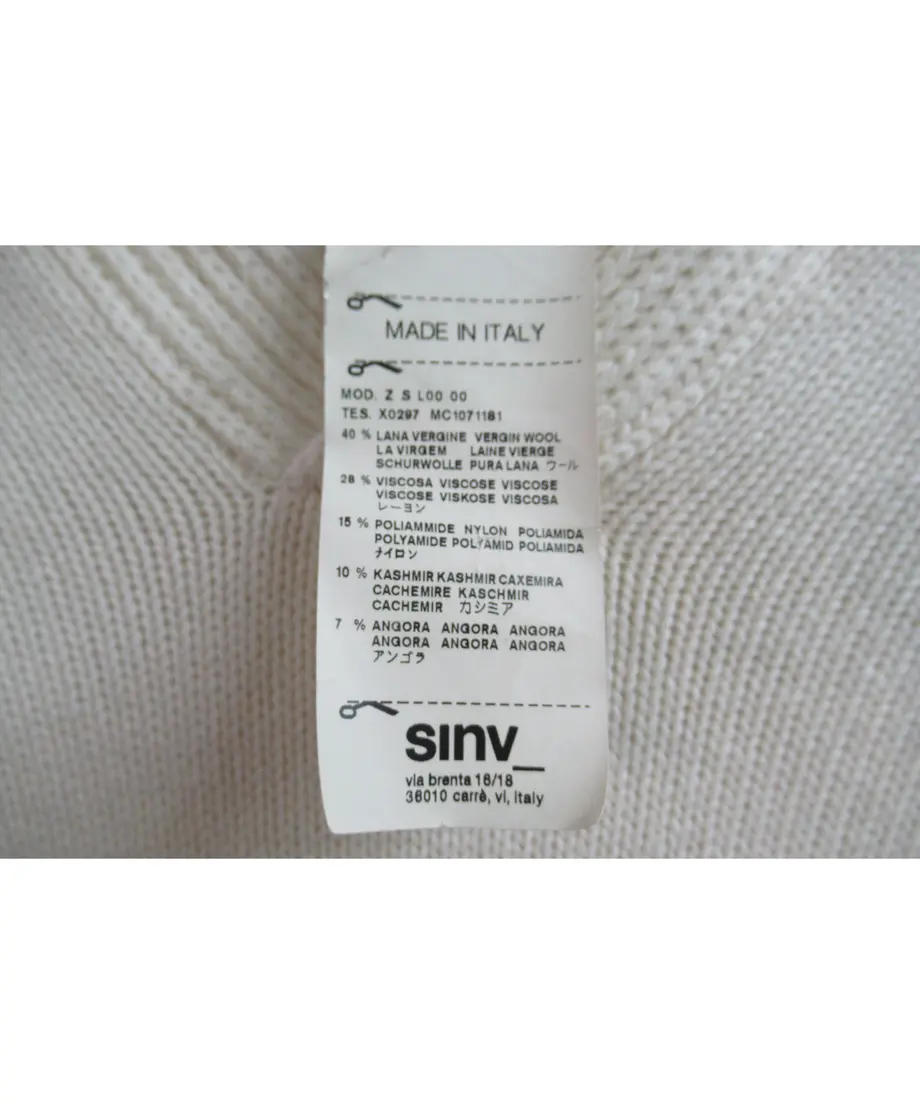 MADE IN ITALY
MOD. Z S L00 00
TES. X0297 MC1071181
40 % LANA VERGINE VERGIN WOOL
LA VIRGEM LAINE VIERGE
SCHURWOLLE PURA LANA ウール
28 % VISCOSA VISCOSE VISCOSE
VISCOSE VISKOSE VISCOSA
レーヨン
15 % POLIAMMIDE NYLON POLIAMIDA
POLYAMIDE POLYAMID POLIAMIDA
ナイロン
10 % KASHMIR KASHMIR CAXEMIRA
CACHEMIRE KASCHMIR
CACHEMIR カシミア
7 % ANGORA ANGORA ANGORA
ANGORA ANGORA ANGORA
アンゴラ
sinv_
via brenta 16/18
36010 carrè, vi, italy